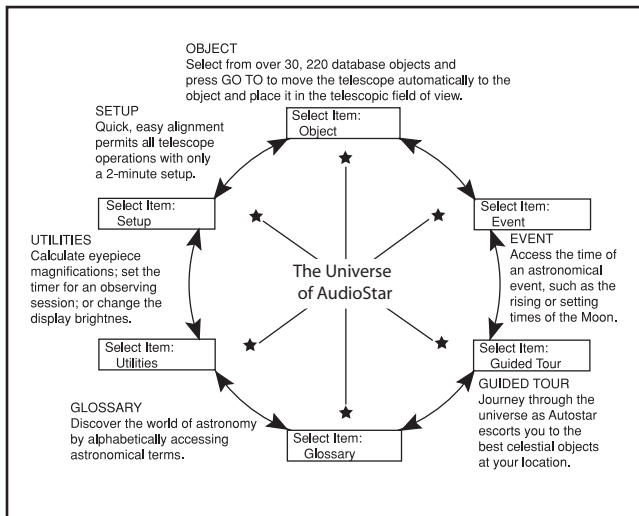 OBJECT
Select from over 30, 220 database objects and
press GO TO to move the telescope automatically to the
object and place it in the telescopic field of view.
SETUP
Quick, easy alignment
permits all telescope
operations with only
a 2-minute setup.
Select Item:
Object
Select Item:
Setup
Select Item:
Event
UTILITIES
Calculate eyepiece
magnifications; set the
timer for an observing
session; or change the
display brightnes.
The Universe
of AudioStar
EVENT
Access the time of
an astronomical
event, such as the
rising or setting
times of the Moon.
Select Item:
Utilities
Select Item:
Guided Tour
GLOSSARY
Discover the world of astronomy
by alphabetically accessing
astronomical terms.
Select Item:
Glossary
GUIDED TOUR
Journey through the
universe as Autostar
escorts you to the
best celestial objects
at your location.